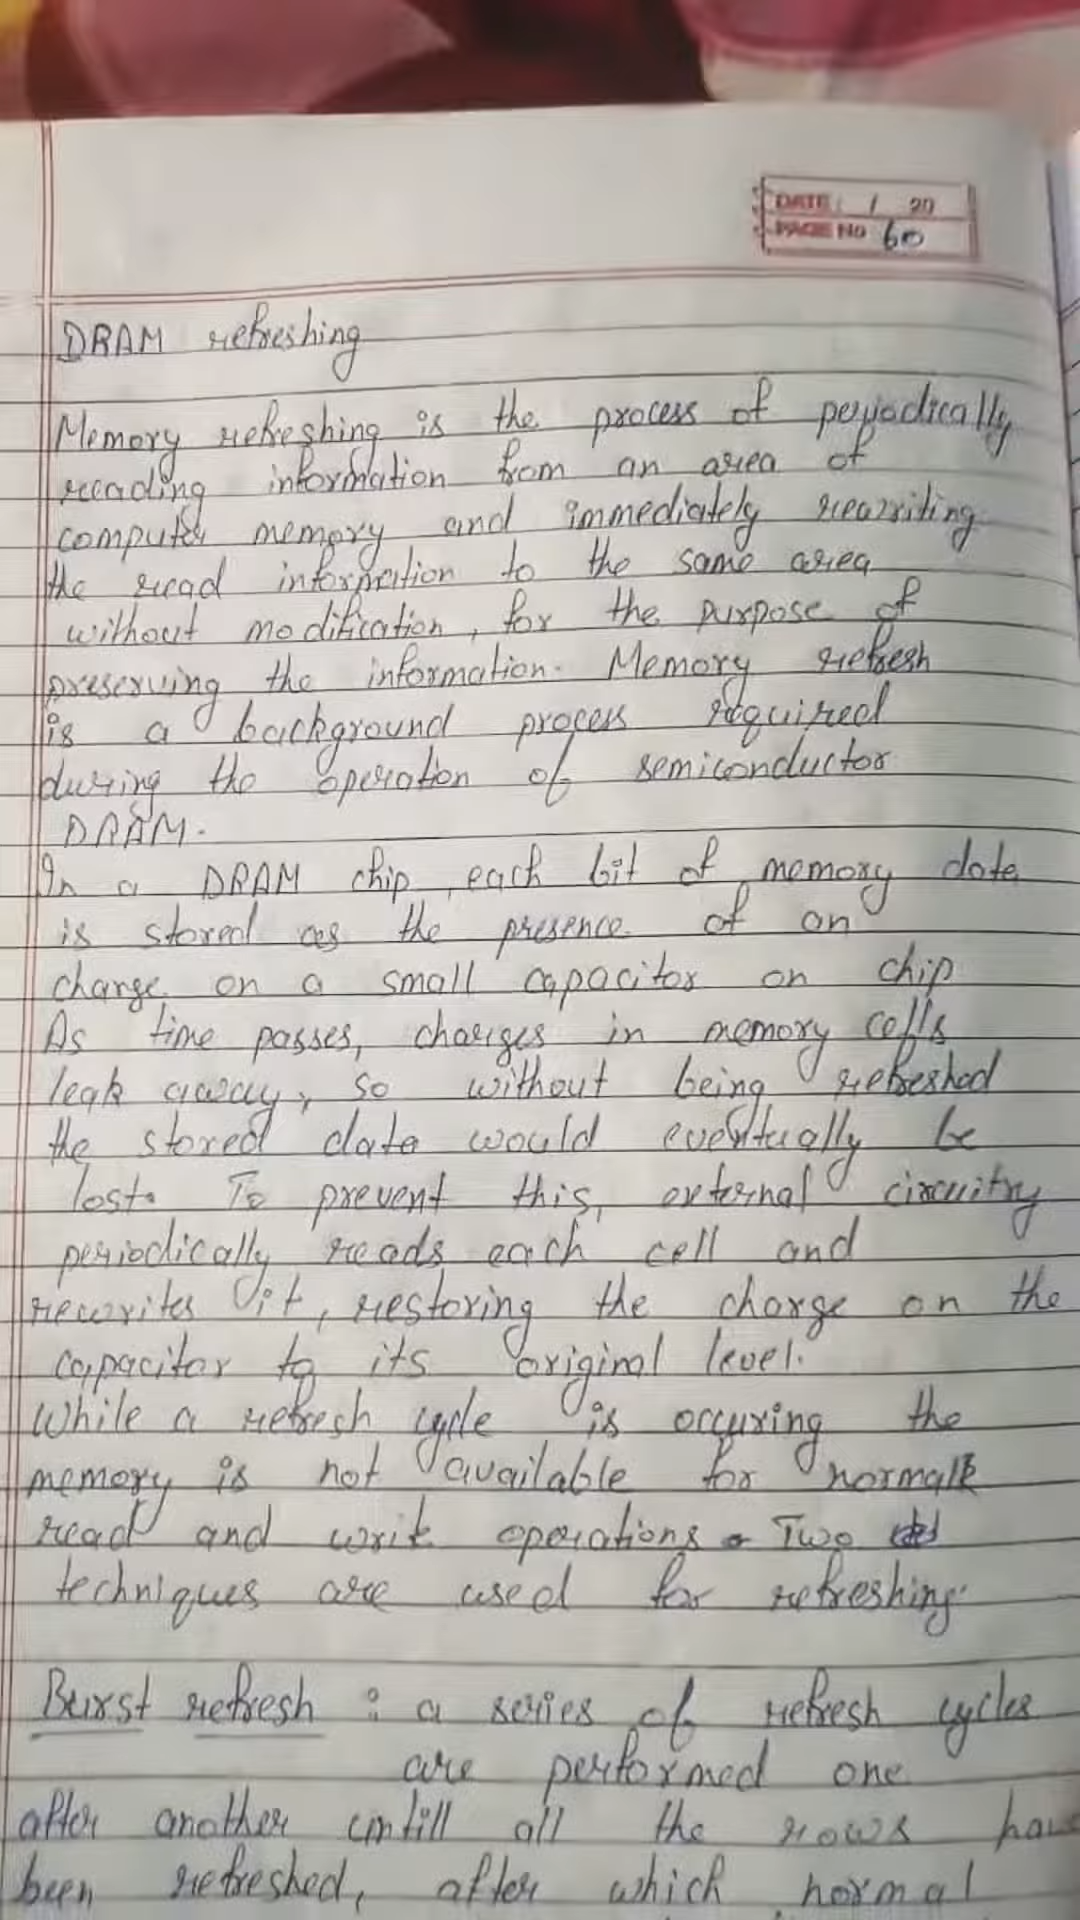 DATE: / 20
PAGE NO 60
DRAM refreshing
Memory refreshing is the process of periodically
reading information from an area of
computer memory and immediately rewriting
the read information to the same area
without modification, for the purpose of
preserving the information. Memory refresh
is a background process required
during the operation of semiconductor
DRAM.
In a DRAM chip, each bit of memory data
is stored as the presence of an
charge on a small capacitor on chip
As time passes, charges in memory cells
leak away, so without being refreshed
the stored data would eventually be
lost. To prevent this, external circuitry
periodically reads each cell and
rewrites it, restoring the charge on the
capacitor to its original level.
While a refresh cycle is occuring the
memory is not available for normal
read and write operations. Two
techniques are used for refreshing.
Burst refresh : a series of refresh cycles
are performed one
after another untill all the rows have
been refreshed, after which normal